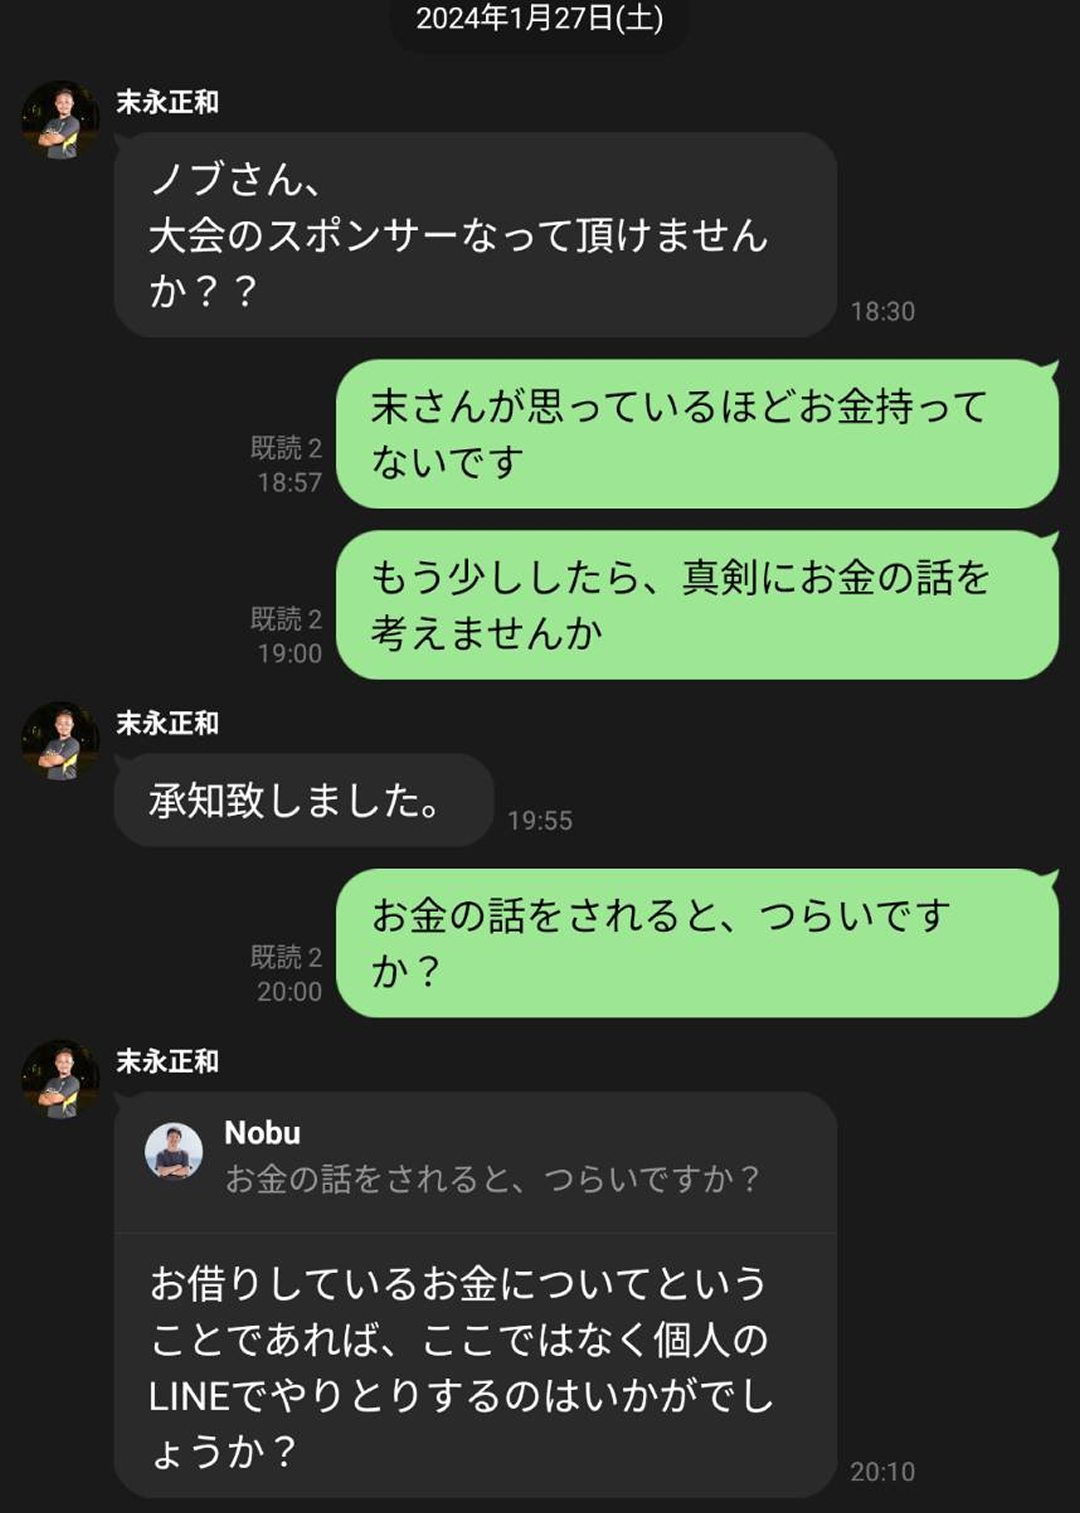 2024年1月27日(土)
末永正和
ノブさん、
大会のスポンサーなって頂けません
か？？
18:30
末さんが思っているほどお金持って
ないです
既読 2
18:57
もう少ししたら、真剣にお金の話を
考えませんか
既読 2
19:00
末永正和
承知致しました。
19:55
お金の話をされると、つらいです
か？
既読 2
20:00
末永正和
Nobu
お金の話をされると、つらいですか？
お借りしているお金についてという
ことであれば、ここではなく個人の
LINEでやりとりするのはいかがでし
ょうか？
20:10